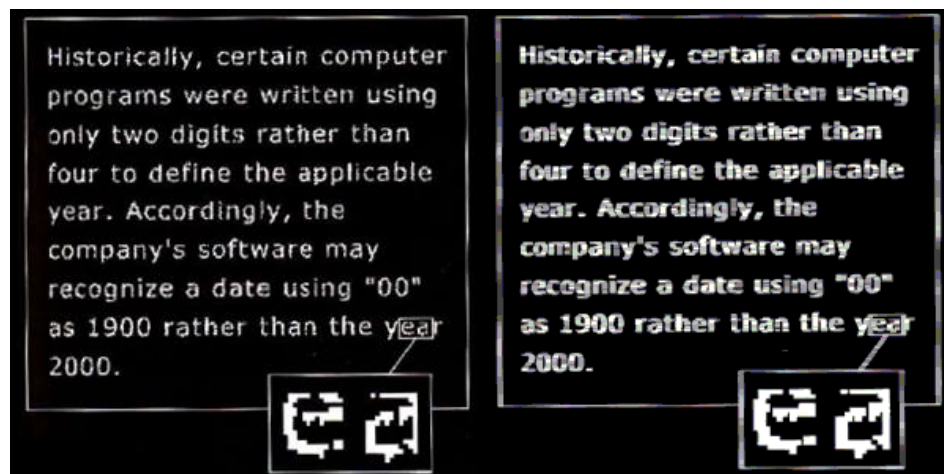 Historically, certain computer
programs were written using
only two digits rather than
four to define the applicable
year. Accordingly, the
company's software may
recognize a date using "00"
as 1900 rather than the year
2000.
ea
Historically, certain computer
programs were written using
only two digits rather than
four to define the applicable
year. Accordingly, the
company's software may
recognize a date using "00"
as 1900 rather than the year
2000.
ea